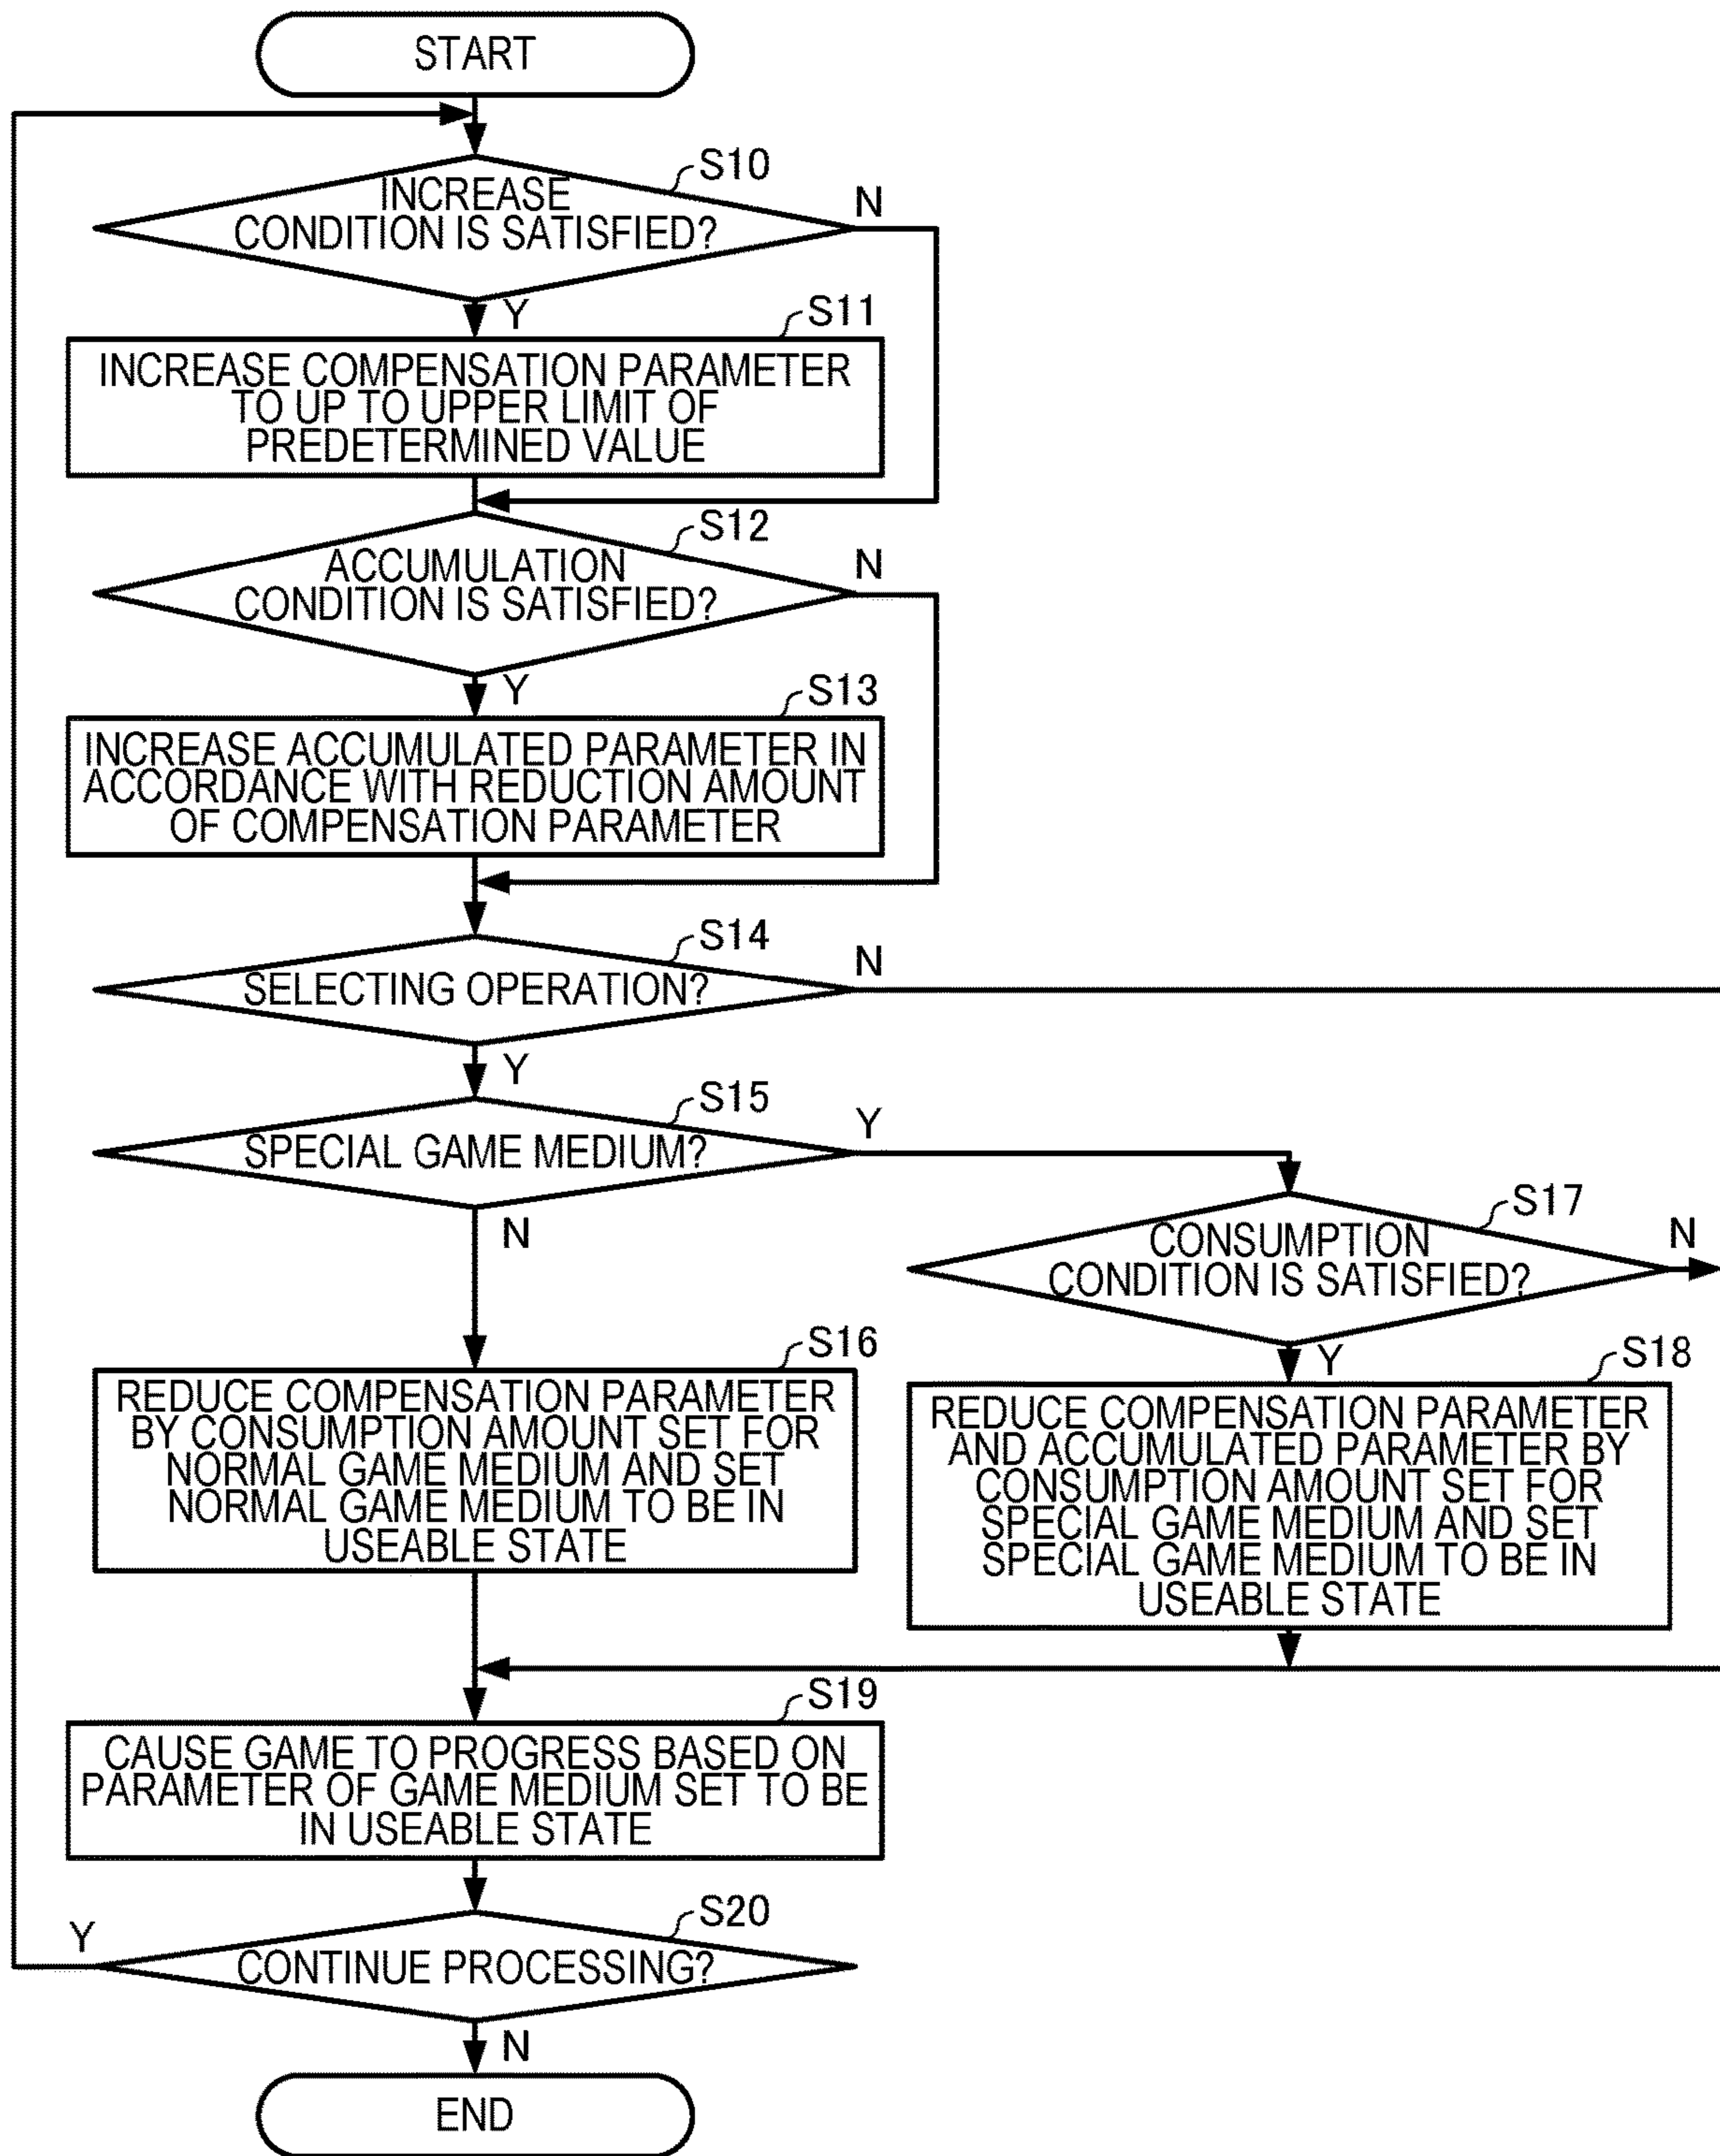 START
S10
INCREASE
CONDITION IS SATISFIED?
N
Y
S11
INCREASE COMPENSATION PARAMETER
TO UP TO UPPER LIMIT OF
PREDETERMINED VALUE
S12
ACCUMULATION
CONDITION IS SATISFIED?
N
Y
S13
INCREASE ACCUMULATED PARAMETER IN
ACCORDANCE WITH REDUCTION AMOUNT
OF COMPENSATION PARAMETER
S14
SELECTING OPERATION?
N
Y
S15
SPECIAL GAME MEDIUM?
Y
N
S17
CONSUMPTION
CONDITION IS SATISFIED?
N
Y
S16
REDUCE COMPENSATION PARAMETER
BY CONSUMPTION AMOUNT SET FOR
NORMAL GAME MEDIUM AND SET
NORMAL GAME MEDIUM TO BE IN
USEABLE STATE
S18
REDUCE COMPENSATION PARAMETER
AND ACCUMULATED PARAMETER BY
CONSUMPTION AMOUNT SET FOR
SPECIAL GAME MEDIUM AND SET
SPECIAL GAME MEDIUM TO BE IN
USEABLE STATE
S19
CAUSE GAME TO PROGRESS BASED ON
PARAMETER OF GAME MEDIUM SET TO BE
IN USEABLE STATE
S20
CONTINUE PROCESSING?
Y
N
END